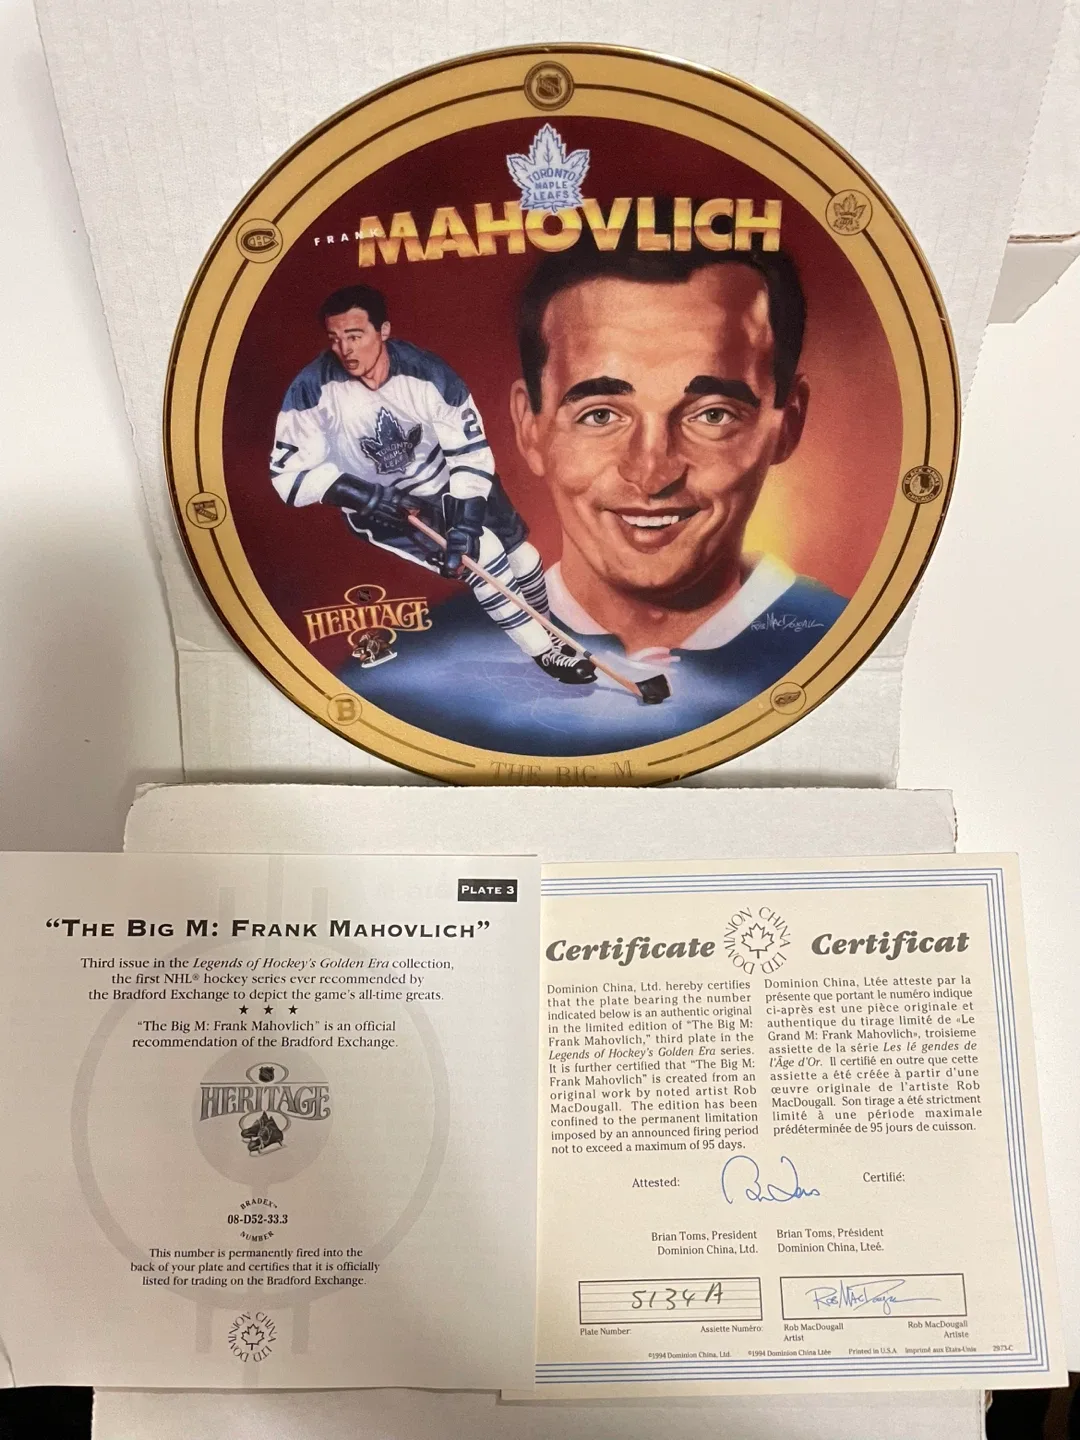 TORONTO
MAPLE
LEAFS
FRANK
MAHOVLICH
27
TORONTO
MAPLE
LEAFS
HERITAGE
Rob MacDougall
B
THE BIG M
PLATE 3
“THE BIG M: FRANK MAHOVLICH”
Third issue in the Legends of Hockey's Golden Era collection,
the first NHL® hockey series ever recommended by
the Bradford Exchange to depict the game's all-time greats.
★ ★ ★
“The Big M: Frank Mahovlich” is an official
recommendation of the Bradford Exchange.
HERITAGE
BRADEX™
08-D52-33.3
NUMBER
This number is permanently fired into the
back of your plate and certifies that it is officially
listed for trading on the Bradford Exchange.
DOMINION CHINA LTD
Certificate
DOMINION CHINA LTD
Certificat
Dominion China, Ltd. hereby certifies
that the plate bearing the number
indicated below is an authentic original
in the limited edition of “The Big M:
Frank Mahovlich,” third plate in the
Legends of Hockey's Golden Era series.
It is further certified that “The Big M:
Frank Mahovlich” is created from an
original work by noted artist Rob
MacDougall. The edition has been
confined to the permanent limitation
imposed by an announced firing period
not to exceed a maximum of 95 days.
Dominion China, Ltée atteste par la
présente que portant le numéro indique
ci-après est une pièce originale et
authentique du tirage limité de «Le
Grand M: Frank Mahovlich», troisieme
assiette de la série Les lé gendes de
l'Âge d'Or. Il certifié en outre que cette
assiette a été créée à partir d'une
œuvre originale de l'artiste Rob
MacDougall. Son tirage a été strictment
limité à une période maximale
prédéterminée de 95 jours de cuisson.
Attested:
Certifié:
Brian Toms, President
Dominion China, Ltd.
Brian Toms, Président
Dominion China, Lteé.
5134A
Rob MacDougall
Plate Number:
Assiette Numéro:
Rob MacDougall
Artist
Rob MacDougall
Artiste
©1994 Dominion China, Ltd.
©1994 Dominion China Ltée
Printed in U.S.A
Imprimé aux Etats-Unis
2973-C